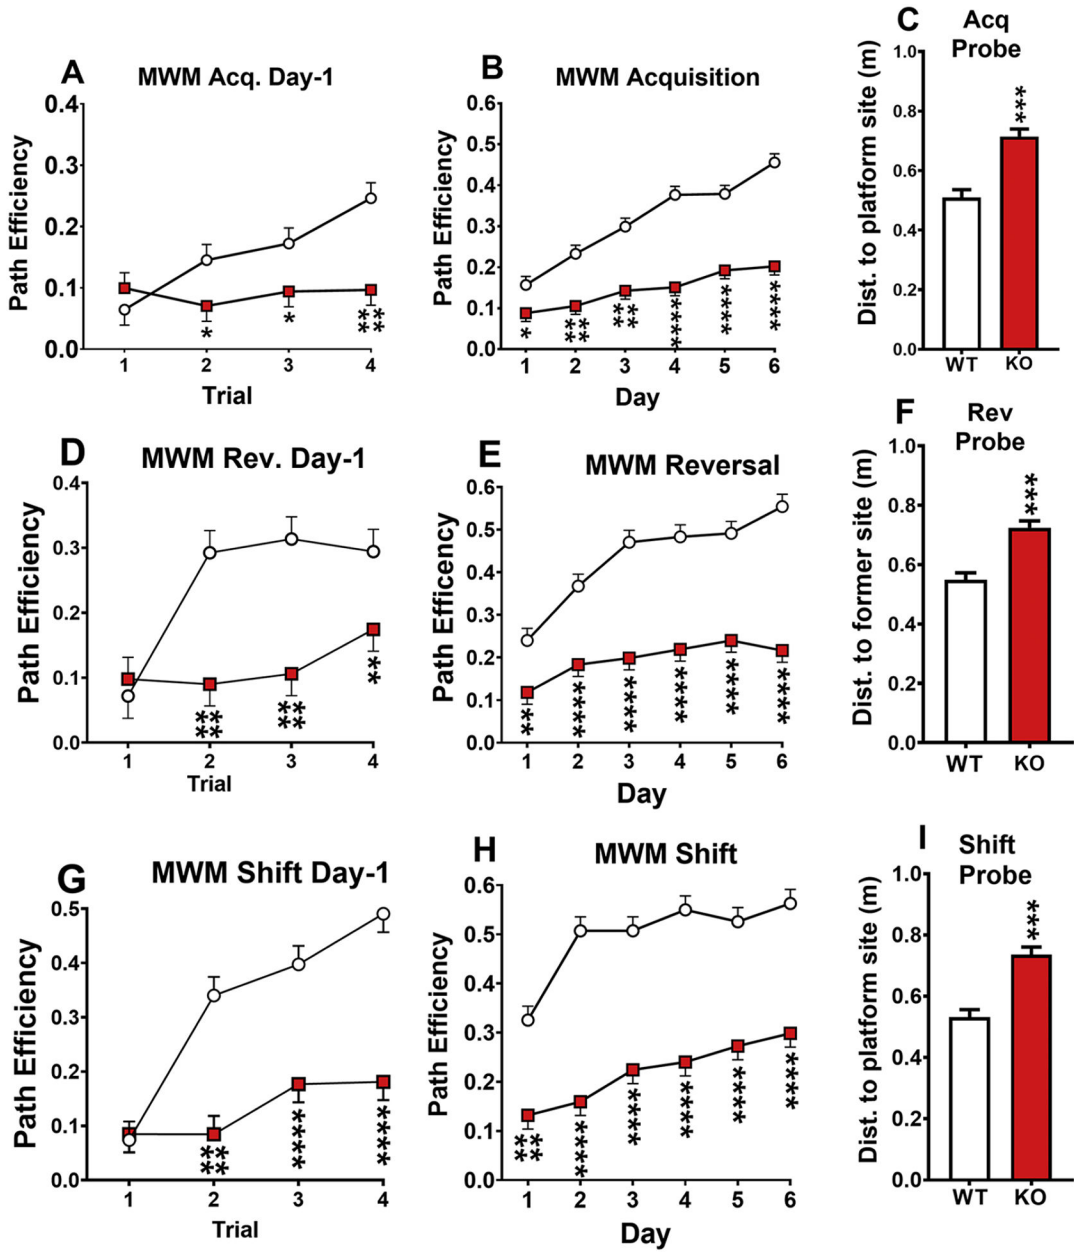 A
MWM Acq. Day-1
Path Efficiency
0.4
0.3
0.2
0.1
0.0
*
*
**
**
1 2 3 4
Trial
B
MWM Acquisition
Path Efficiency
0.6
0.5
0.4
0.3
0.2
0.1
0.0
*
**
**
**
**
****
****
****
1 2 3 4 5 6
Day
C
Acq
Probe
Dist. to platform site (m)
1.0
0.8
0.6
0.4
0.2
0.0
***
WT KO
D
MWM Rev. Day-1
Path Efficiency
0.4
0.3
0.2
0.1
0.0
**
**
**
**
**
1 2 3 4
Trial
E
MWM Reversal
Path Efficency
0.6
0.5
0.4
0.3
0.2
0.1
0.0
**
****
****
****
****
****
1 2 3 4 5 6
Day
F
Rev
Probe
Dist. to former site (m)
1.0
0.8
0.6
0.4
0.2
0.0
***
WT KO
G
MWM Shift Day-1
Path Efficiency
0.5
0.4
0.3
0.2
0.1
0.0
**
**
****
****
1 2 3 4
Trial
H
MWM Shift
Path Efficiency
0.6
0.5
0.4
0.3
0.2
0.1
0.0
**
**
****
****
****
****
****
1 2 3 4 5 6
Day
I
Shift
Probe
Dist. to platform site (m)
1.0
0.8
0.6
0.4
0.2
0.0
***
WT KO